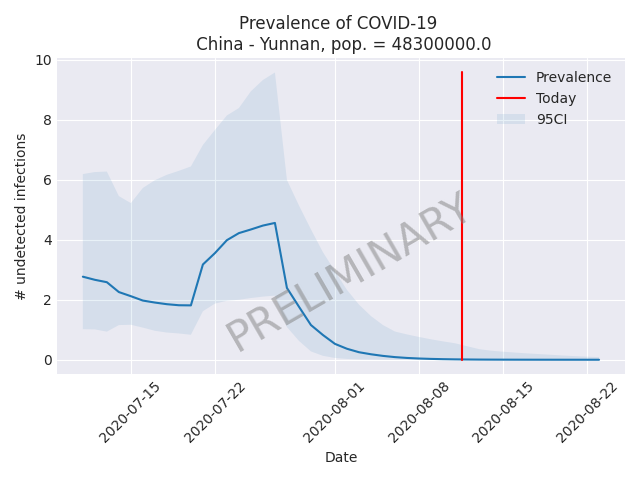 Prevalence of COVID-19
China - Yunnan, pop. = 48300000.0
10
8
6
4
2
0
# undetected infections
Prevalence
Today
95CI
PRELIMINARY
2020-07-15
2020-07-22
2020-08-01
2020-08-08
2020-08-15
2020-08-22
Date